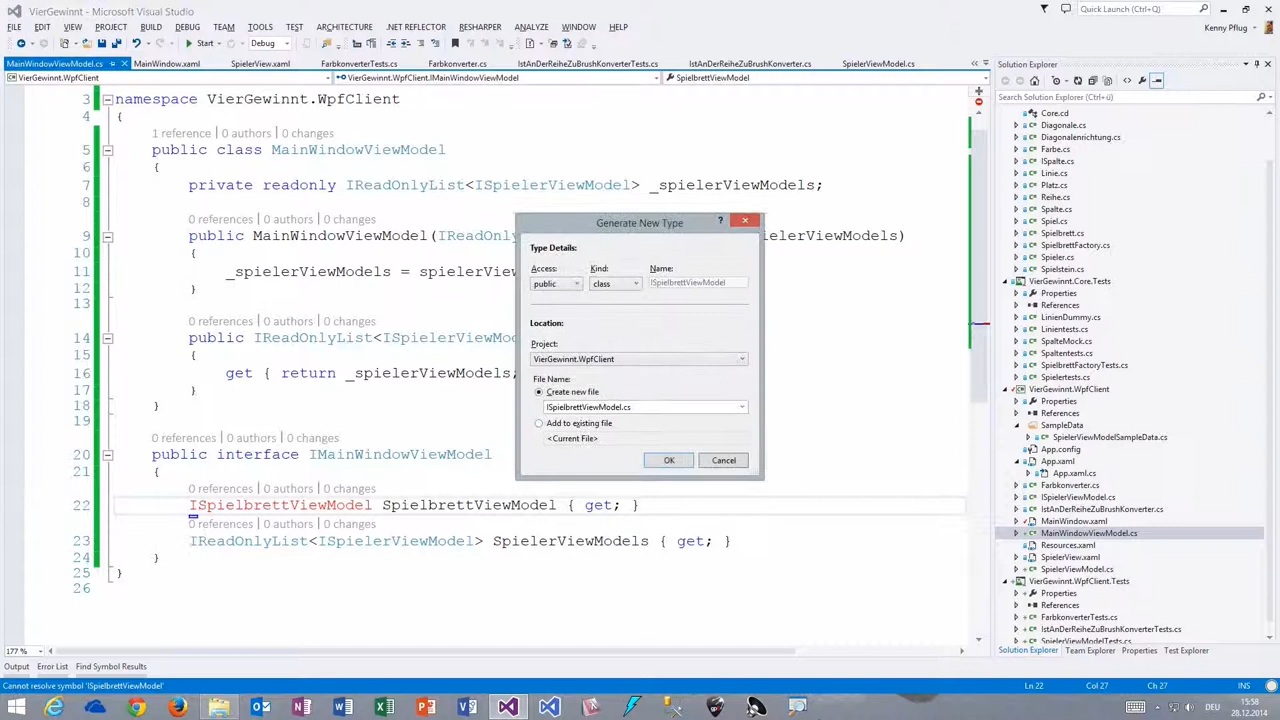 VierGewinnt - Microsoft Visual Studio
Quick Launch (Ctrl+Q)
FILE EDIT VIEW PROJECT BUILD DEBUG TEAM TOOLS TEST ARCHITECTURE .NET REFLECTOR RESHARPER ANALYZE WINDOW HELP
Kenny Pflug
Start Debug
MainWindowViewModel.cs MainWindow.xaml SpielerView.xaml FarbkonverterTests.cs Farbkonverter.cs IstAnDerReiheZuBrushKonverterTests.cs IstAnDerReiheZuBrushKonverter.cs SpielerViewModel.cs
VierGewinnt.WpfClient VierGewinnt.WpfClient.IMainWindowViewModel SpielbrettViewModel
3 namespace VierGewinnt.WpfClient
4 {
1 reference | 0 authors | 0 changes
5 public class MainWindowViewModel
6 {
7 private readonly IReadOnlyList<ISpielerViewModel> _spielerViewModels;
8
0 references | 0 authors | 0 changes
9 public MainWindowViewModel(IReadOnly pielerViewModels)
10 {
11 _spielerViewModels = spielerView
12 }
13
0 references | 0 authors | 0 changes
14 public IReadOnlyList<ISpielerViewMo
15 {
16 get { return _spielerViewModels;
17 }
18 }
19
0 references | 0 authors | 0 changes
20 public interface IMainWindowViewModel
21 {
0 references | 0 authors | 0 changes
22 ISpielbrettViewModel SpielbrettViewModel { get; }
0 references | 0 authors | 0 changes
23 IReadOnlyList<ISpielerViewModel> SpielerViewModels { get; }
24 }
25 }
26
Generate New Type
?
Type Details:
Access: Kind: Name:
public class ISpielbrettViewModel
Location:
Project:
VierGewinnt.WpfClient
File Name:
Create new file
ISpielbrettViewModel.cs
Add to existing file
<Current File>
OK Cancel
Solution Explorer
Search Solution Explorer (Ctrl+ü)
Core.cd
Diagonale.cs
Diagonalenrichtung.cs
Farbe.cs
ISpalte.cs
Linie.cs
Platz.cs
Reihe.cs
Spalte.cs
Spiel.cs
Spielbrett.cs
SpielbrettFactory.cs
Spieler.cs
Spielstein.cs
VierGewinnt.Core.Tests
Properties
References
LinienDummy.cs
Linientests.cs
SpalteMock.cs
Spaltentests.cs
SpielbrettFactoryTests.cs
Spielertests.cs
VierGewinnt.WpfClient
Properties
References
SampleData
SpielerViewModelSampleData.cs
App.config
App.xaml
App.xaml.cs
Farbkonverter.cs
ISpielerViewModel.cs
IstAnDerReiheZuBrushKonverter.cs
MainWindow.xaml
MainWindowViewModel.cs
Resources.xaml
SpielerView.xaml
SpielerViewModel.cs
VierGewinnt.WpfClient.Tests
Properties
References
FarbkonverterTests.cs
IstAnDerReiheZuBrushKonverterTests.cs
SpielerViewModelTests.cs
Solution Explorer Team Explorer Properties Test Explorer
177 %
Output Error List Find Symbol Results
Cannot resolve symbol 'ISpielbrettViewModel' Ln 22 Col 27 Ch 27 INS
DEU 15:58
28.12.2014